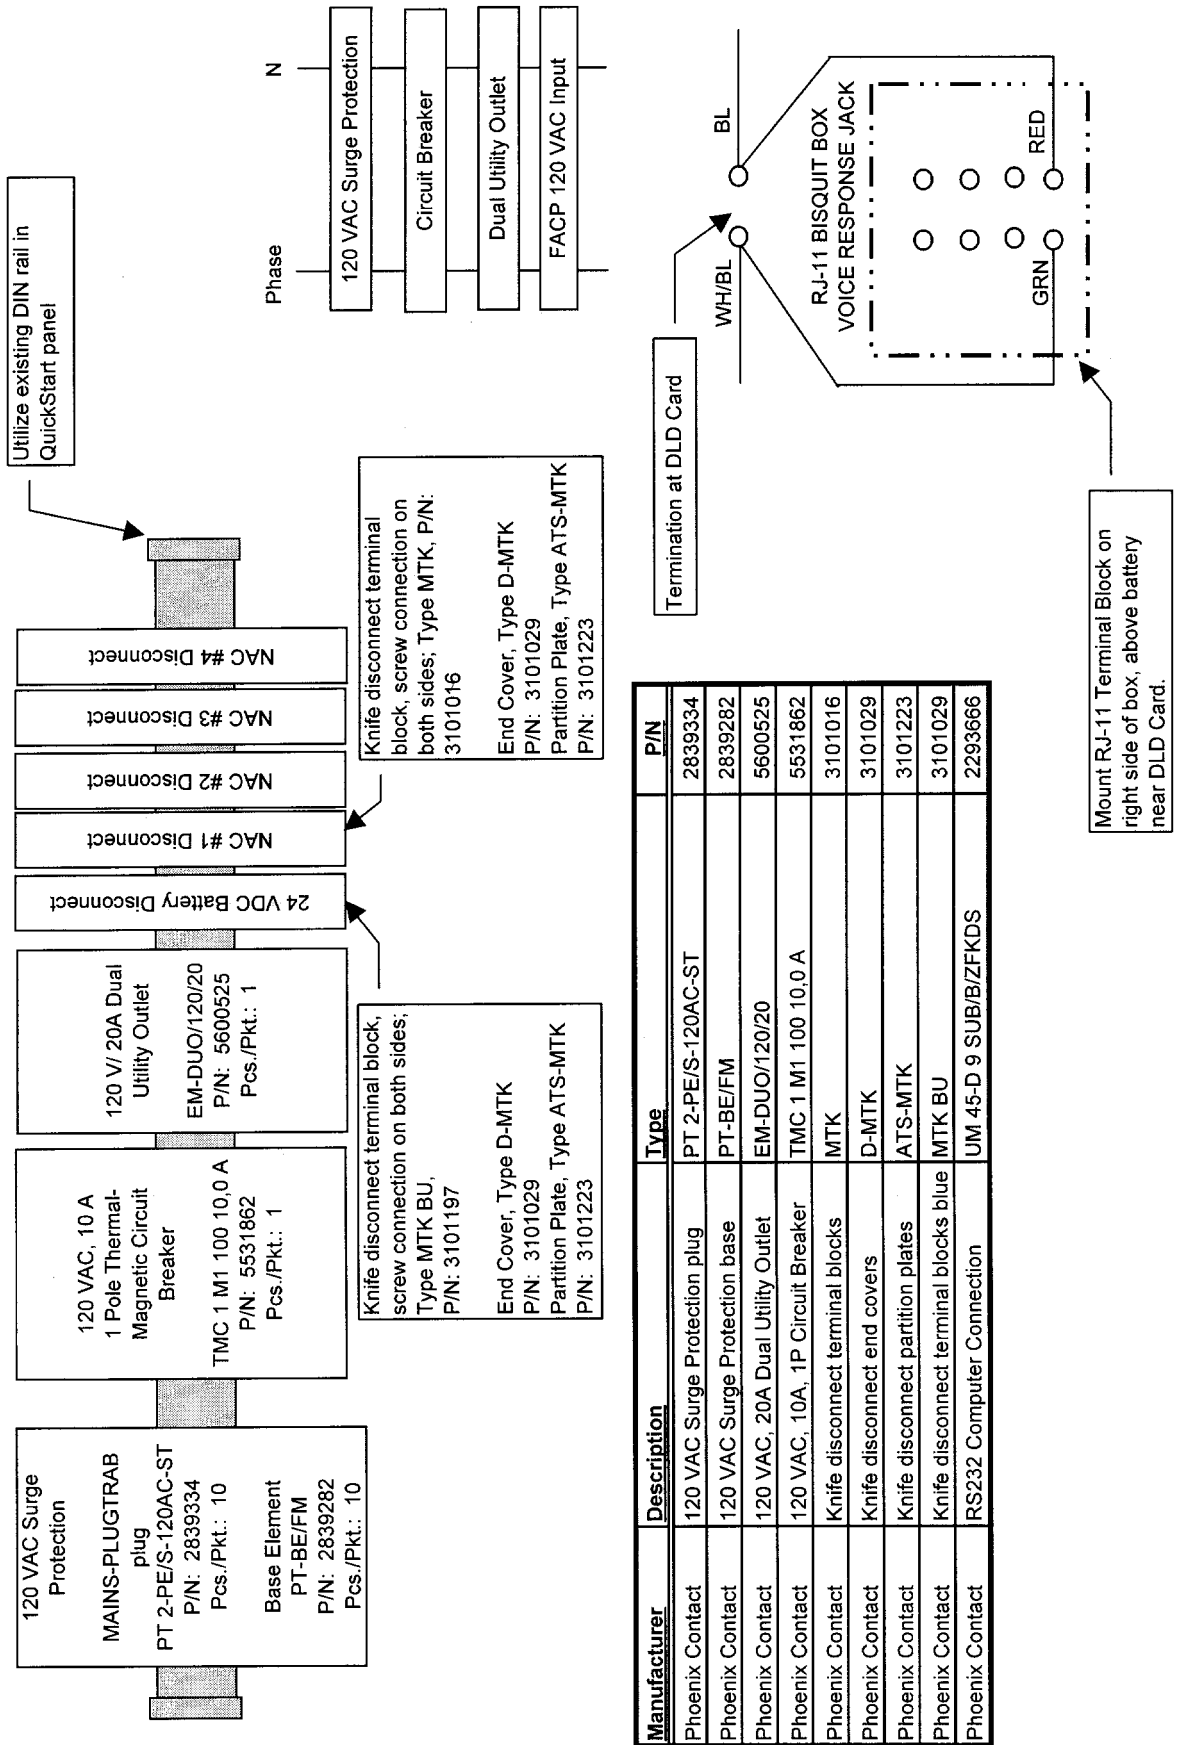 120 VAC Surge
Protection
MAINS-PLUGTRAB
plug
PT 2-PE/S-120AC-ST
P/N: 2839334
Pcs./Pkt.: 10
Base Element
PT-BE/FM
P/N: 2839282
Pcs./Pkt.: 10
120 VAC, 10 A
1 Pole Thermal-
Magnetic Circuit
Breaker
TMC 1 M1 100 10,0 A
P/N: 5531862
Pcs./Pkt.: 1
120 V/ 20A Dual
Utility Outlet
EM-DUO/120/20
P/N: 5600525
Pcs./Pkt.: 1
24 VDC Battery Disconnect
NAC #1 Disconnect
NAC #2 Disconnect
NAC #3 Disconnect
NAC #4 Disconnect
Utilize existing DIN rail in
QuickStart panel
Knife disconnect terminal block,
screw connection on both sides;
Type MTK BU,
P/N: 3101197
End Cover, Type D-MTK
P/N: 3101029
Partition Plate, Type ATS-MTK
P/N: 3101223
Knife disconnect terminal
block, screw connection on
both sides; Type MTK, P/N:
3101016
End Cover, Type D-MTK
P/N: 3101029
Partition Plate, Type ATS-MTK
P/N: 3101223
Phase N
120 VAC Surge Protection
Circuit Breaker
Dual Utility Outlet
FACP 120 VAC Input
Manufacturer Description Type P/N
Phoenix Contact 120 VAC Surge Protection plug PT 2-PE/S-120AC-ST 2839334
Phoenix Contact 120 VAC Surge Protection base PT-BE/FM 2839282
Phoenix Contact 120 VAC, 20A Dual Utility Outlet EM-DUO/120/20 5600525
Phoenix Contact 120 VAC, 10A, 1P Circuit Breaker TMC 1 M1 100 10,0 A 5531862
Phoenix Contact Knife disconnect terminal blocks MTK 3101016
Phoenix Contact Knife disconnect end covers D-MTK 3101029
Phoenix Contact Knife disconnect partition plates ATS-MTK 3101223
Phoenix Contact Knife disconnect terminal blocks blue MTK BU 3101029
Phoenix Contact RS232 Computer Connection UM 45-D 9 SUB/B/ZFKDS 2293666
Termination at DLD Card
WH/BL BL
RJ-11 BISQUIT BOX
VOICE RESPONSE JACK
GRN RED
Mount RJ-11 Terminal Block on
right side of box, above battery
near DLD Card.